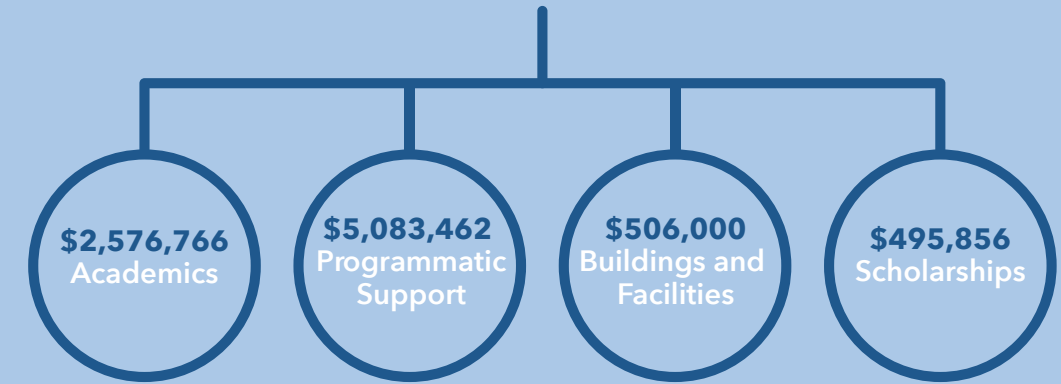 $2,576,766
Academics
$5,083,462
Programmatic
Support
$506,000
Buildings and
Facilities
$495,856
Scholarships